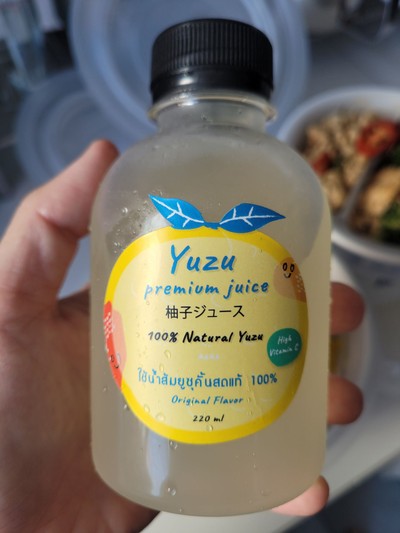 Yuzu
premium juice
柚子ジュース
100% Natural Yuzu
High
Vitamin C
ใช้น้ำส้มยูซุคั้นสดแท้ 100%
Original Flavor
220 ml